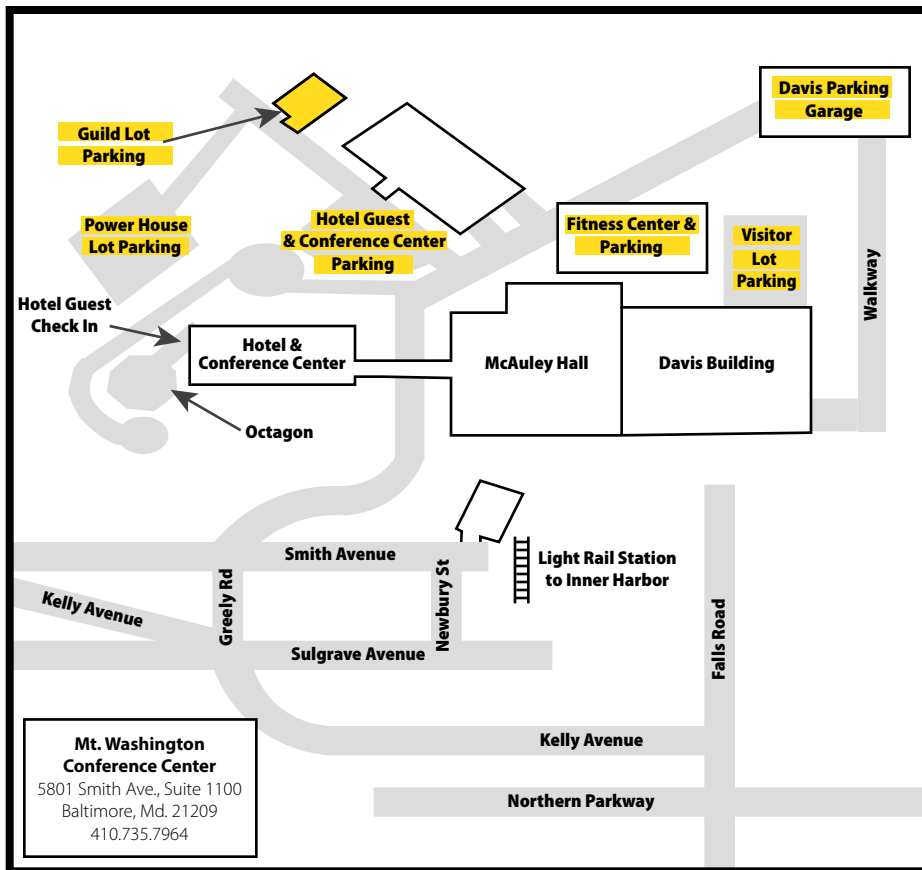 Davis Parking
Garage
Guild Lot
Parking
Power House
Lot Parking
Hotel Guest
& Conference Center
Parking
Fitness Center &
Parking
Visitor
Lot
Parking
Walkway
Hotel Guest
Check In
Hotel &
Conference Center
McAuley Hall
Davis Building
Octagon
Smith Avenue
Light Rail Station
to Inner Harbor
Kelly Avenue
Greely Rd
Newbury St
Sulgrave Avenue
Falls Road
Kelly Avenue
Northern Parkway
Mt. Washington
Conference Center
5801 Smith Ave., Suite 1100
Baltimore, Md. 21209
410.735.7964